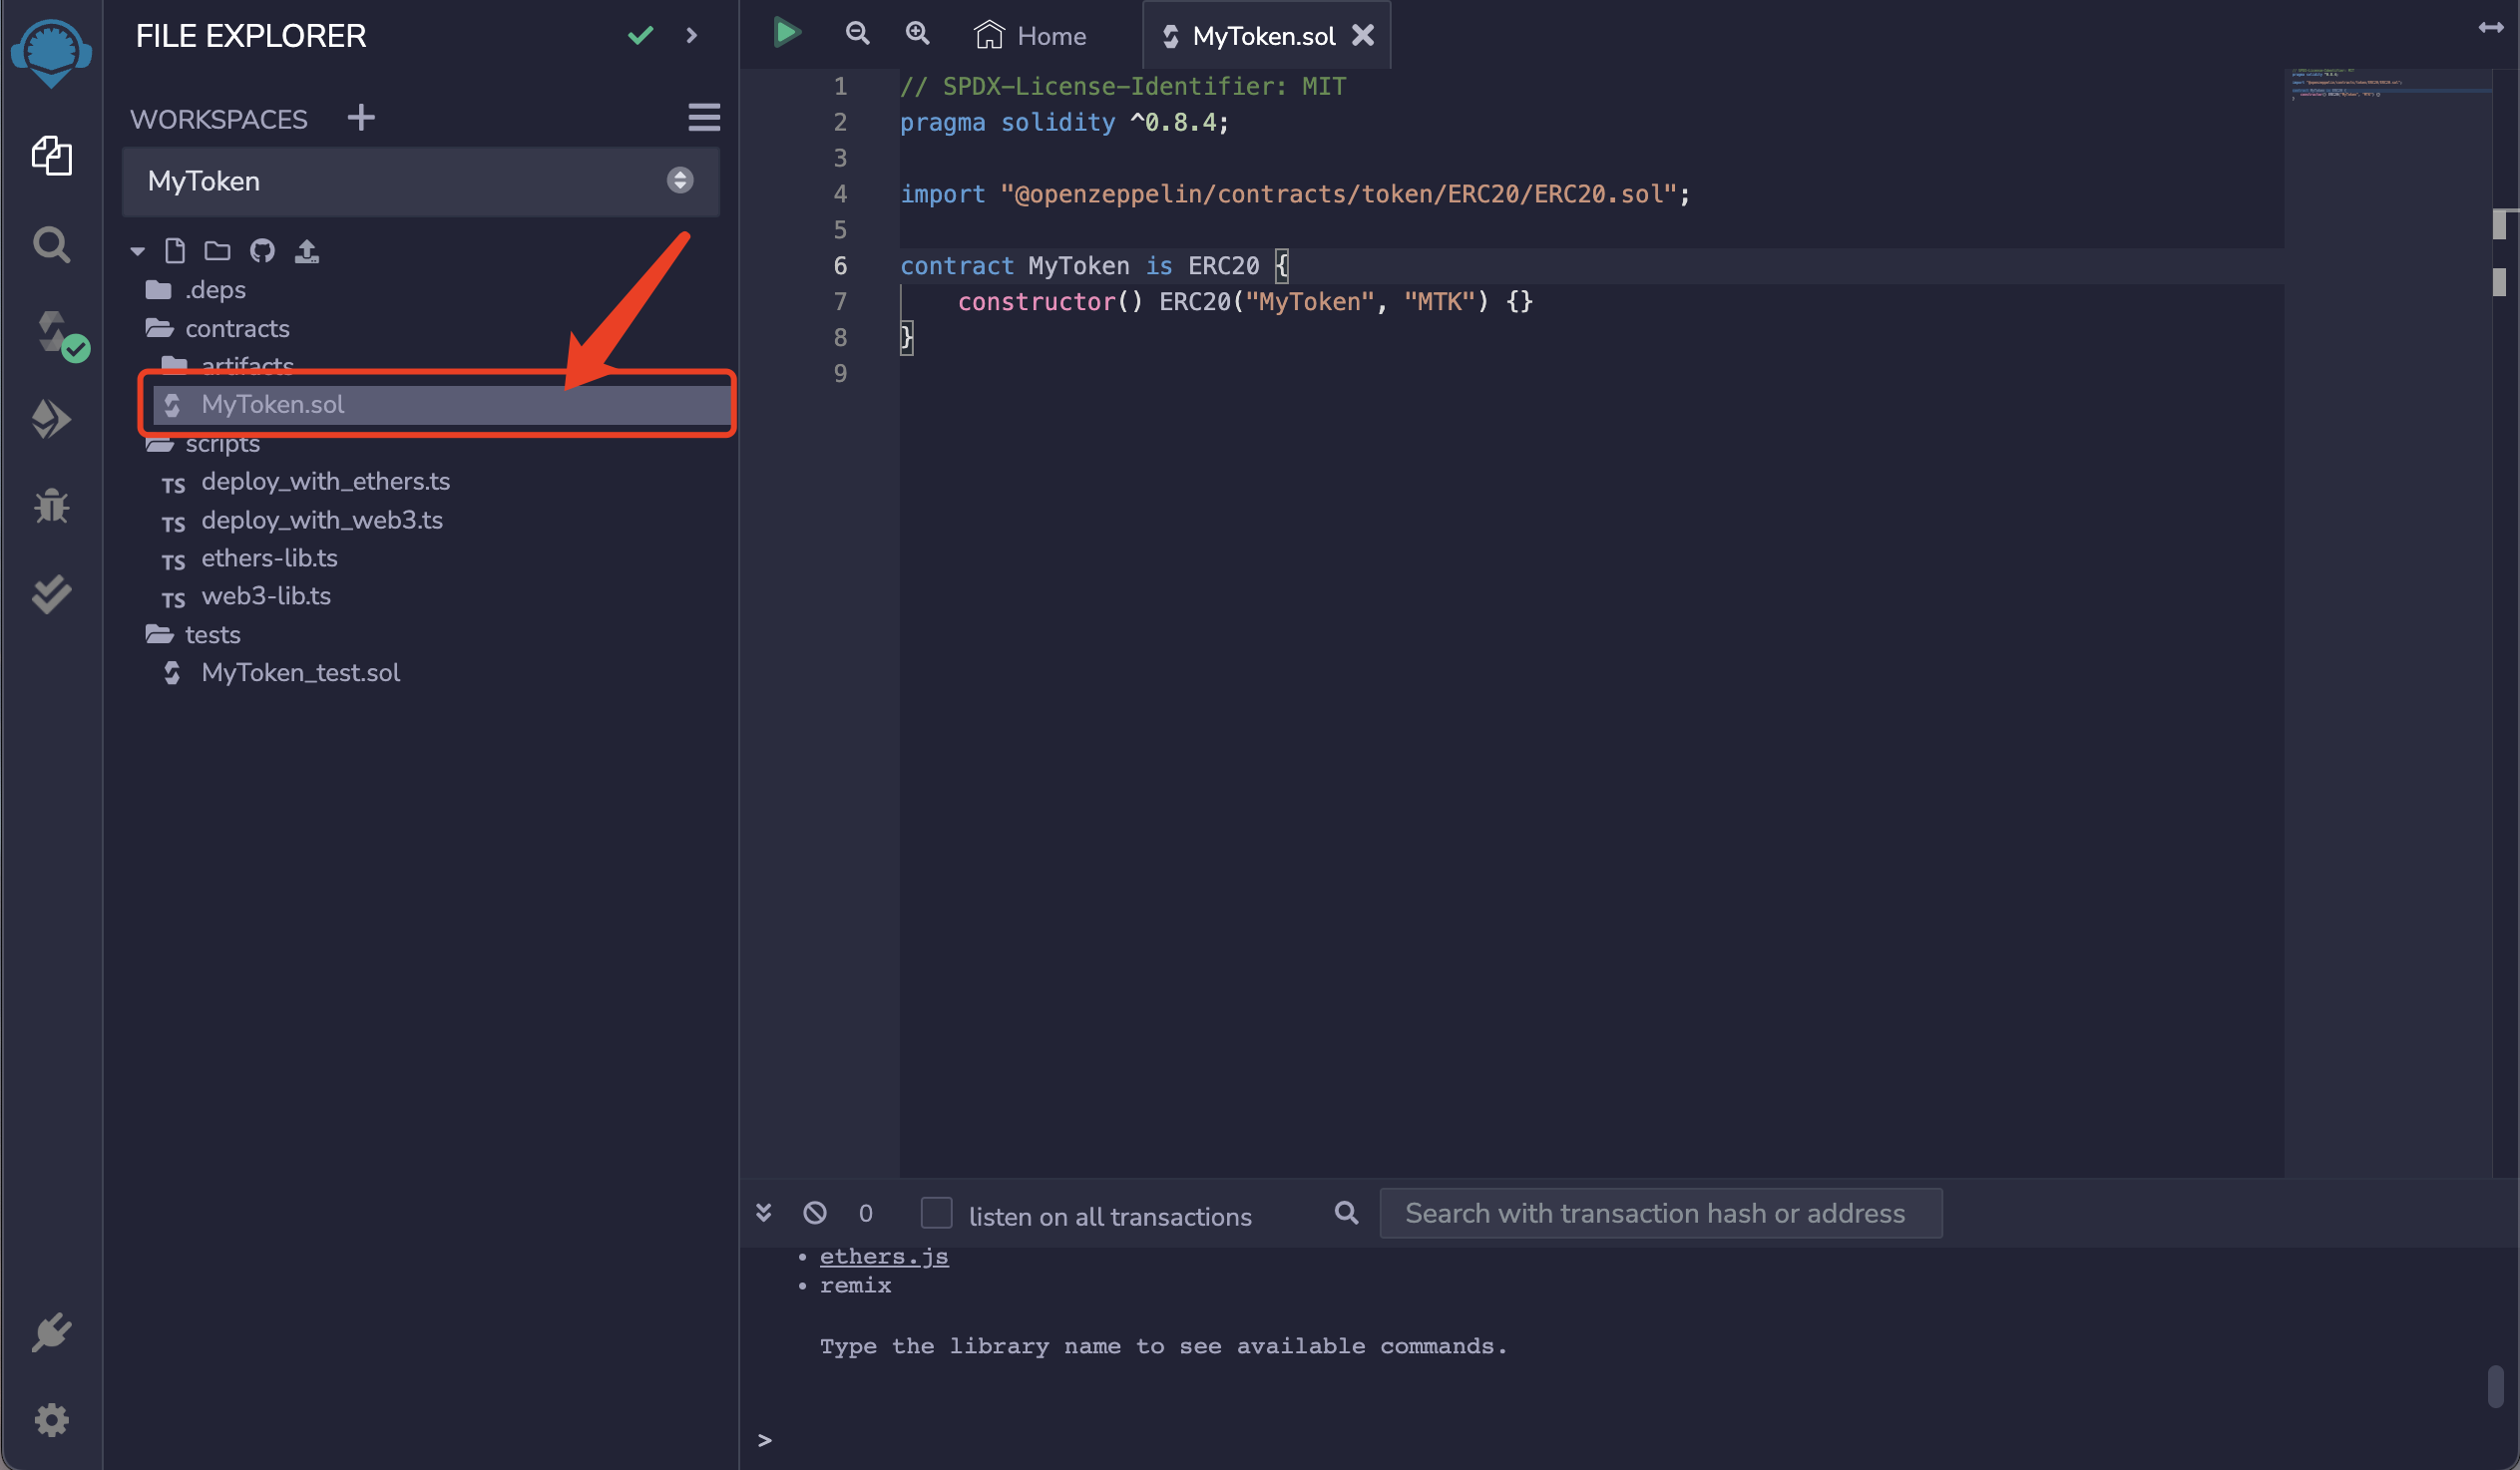 FILE EXPLORER
WORKSPACES
MyToken
.deps
contracts
artifacts
MyToken.sol
scripts
TS deploy_with_ethers.ts
TS deploy_with_web3.ts
TS ethers-lib.ts
TS web3-lib.ts
tests
MyToken_test.sol
Home
MyToken.sol
1 // SPDX-License-Identifier: MIT
2 pragma solidity ^0.8.4;
3
4 import "@openzeppelin/contracts/token/ERC20/ERC20.sol";
5
6 contract MyToken is ERC20 {
7 constructor() ERC20("MyToken", "MTK") {}
8 }
9
0 listen on all transactions Search with transaction hash or address
• ethers.js
• remix
Type the library name to see available commands.
>